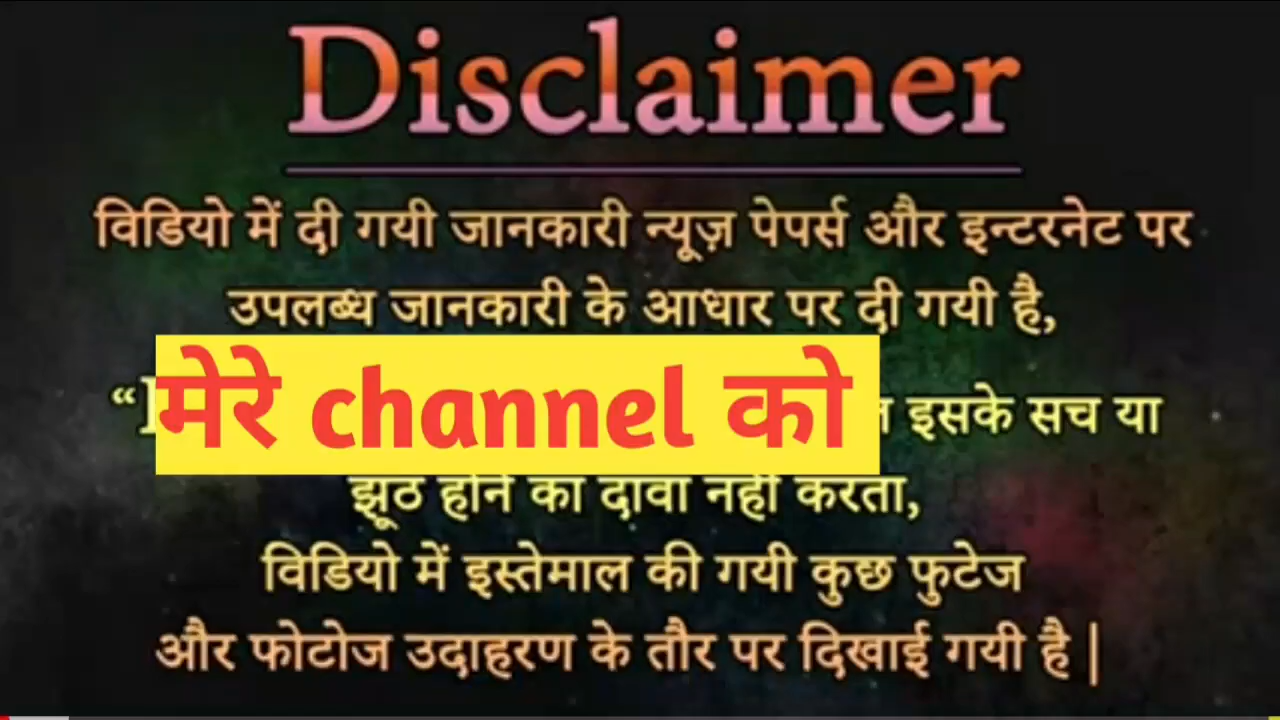 Disclaimer
विडियो में दी गयी जानकारी न्यूज़ पेपर्स और इन्टरनेट पर
उपलब्ध जानकारी के आधार पर दी गयी है,
मेरे channel को
इसके सच या
झूठ होने का दावा नहीं करता,
विडियो में इस्तेमाल की गयी कुछ फुटेज
और फोटोज उदाहरण के तौर पर दिखाई गयी है |